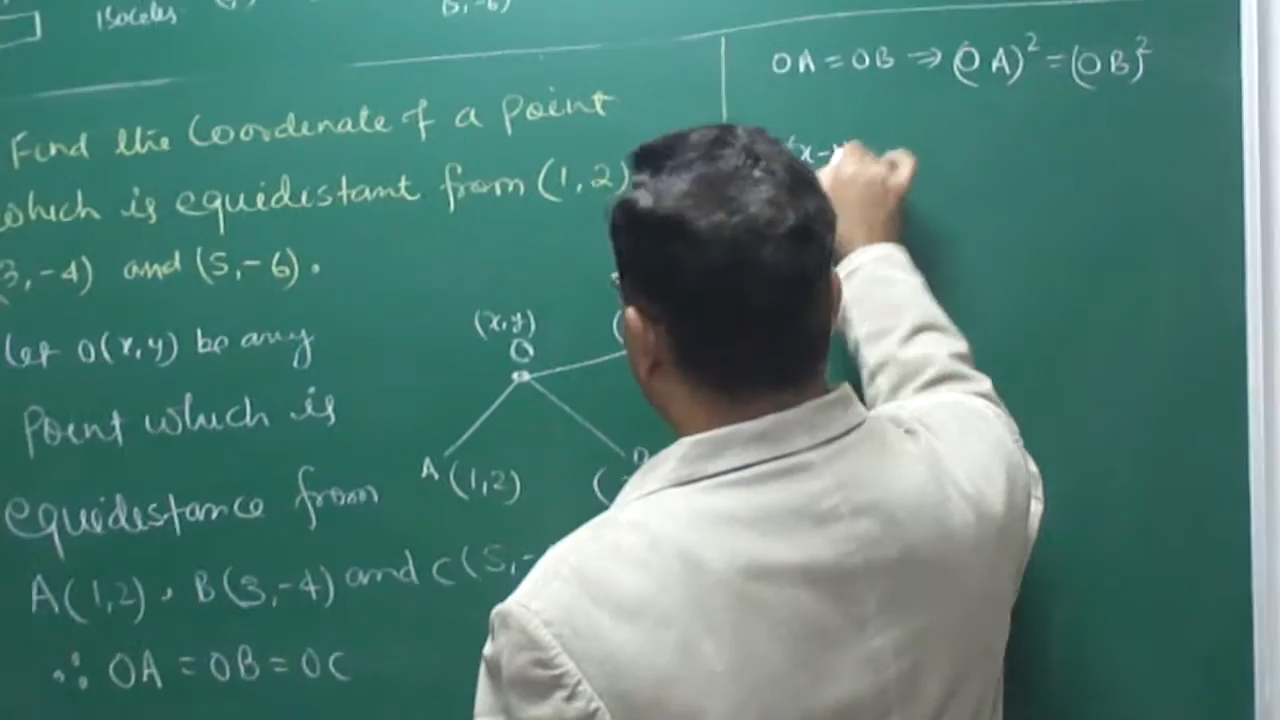 Isoceles
5,-6)
Find the Coordenate of a point
which is equidistant from (1,2)
(3,-4) and (5,-6).
Let O(x,y) be any
Point which is
equidistance from
A(1,2), B(3,-4) and C(5,-
∴ OA = OB = OC
(x,y)
O
A (1,2)
OA = OB ⇒ (OA)² = (OB)²
(x-